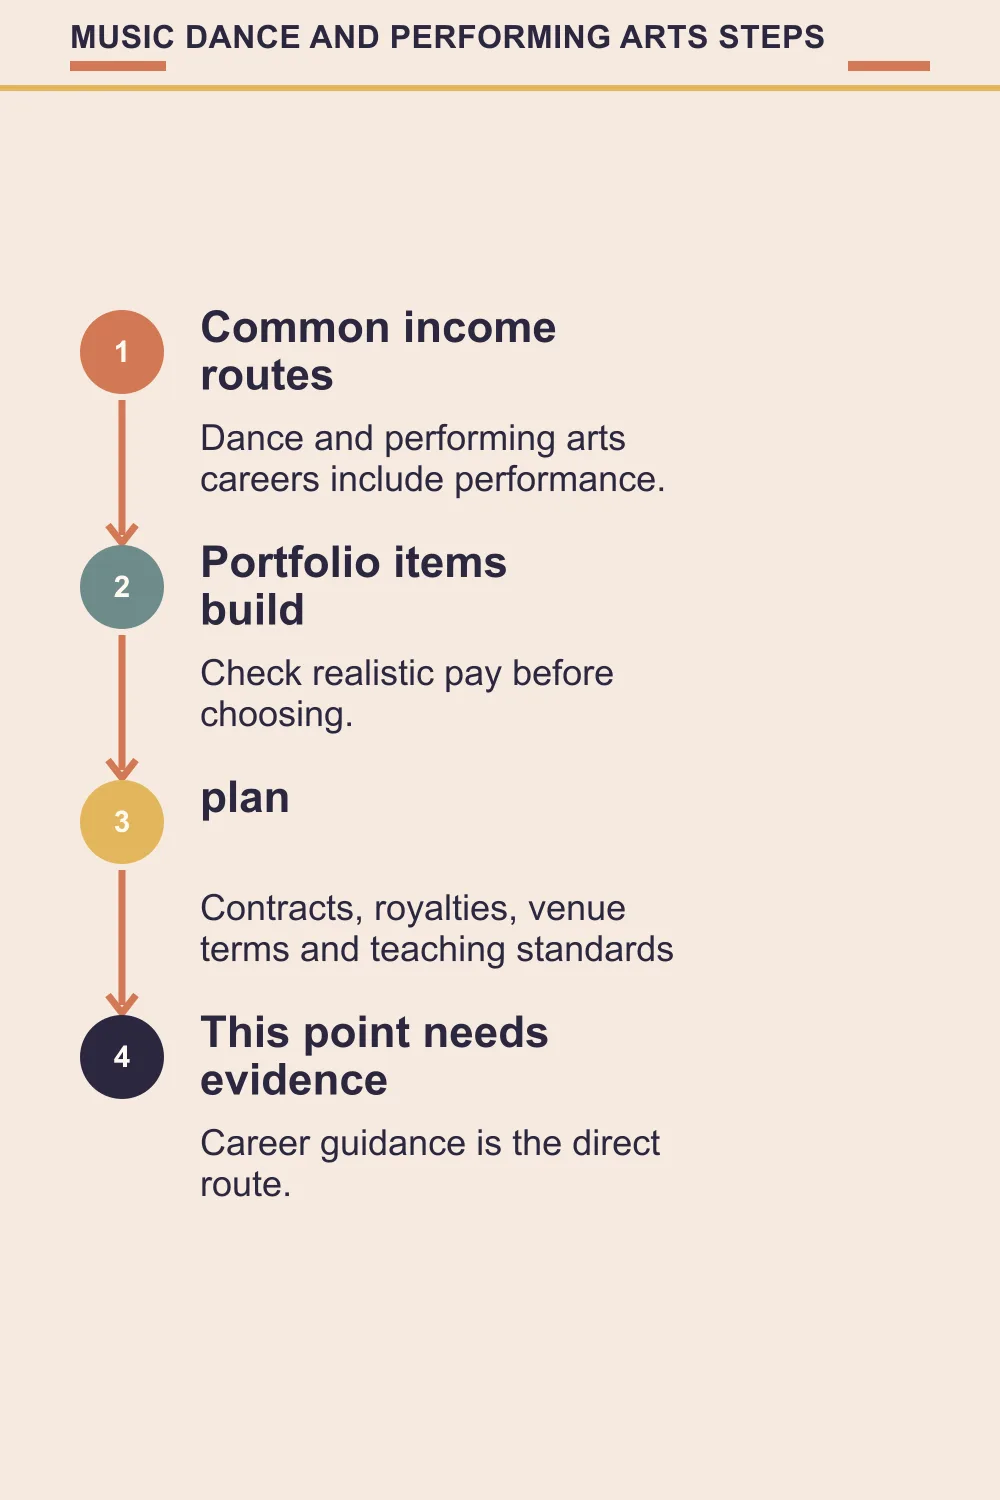 MUSIC DANCE AND PERFORMING ARTS STEPS
1
Common income
routes
Dance and performing arts
careers include performance.
2
Portfolio items
build
Check realistic pay before
choosing.
3
plan
Contracts, royalties, venue
terms and teaching standards
4
This point needs
evidence
Career guidance is the direct
route.